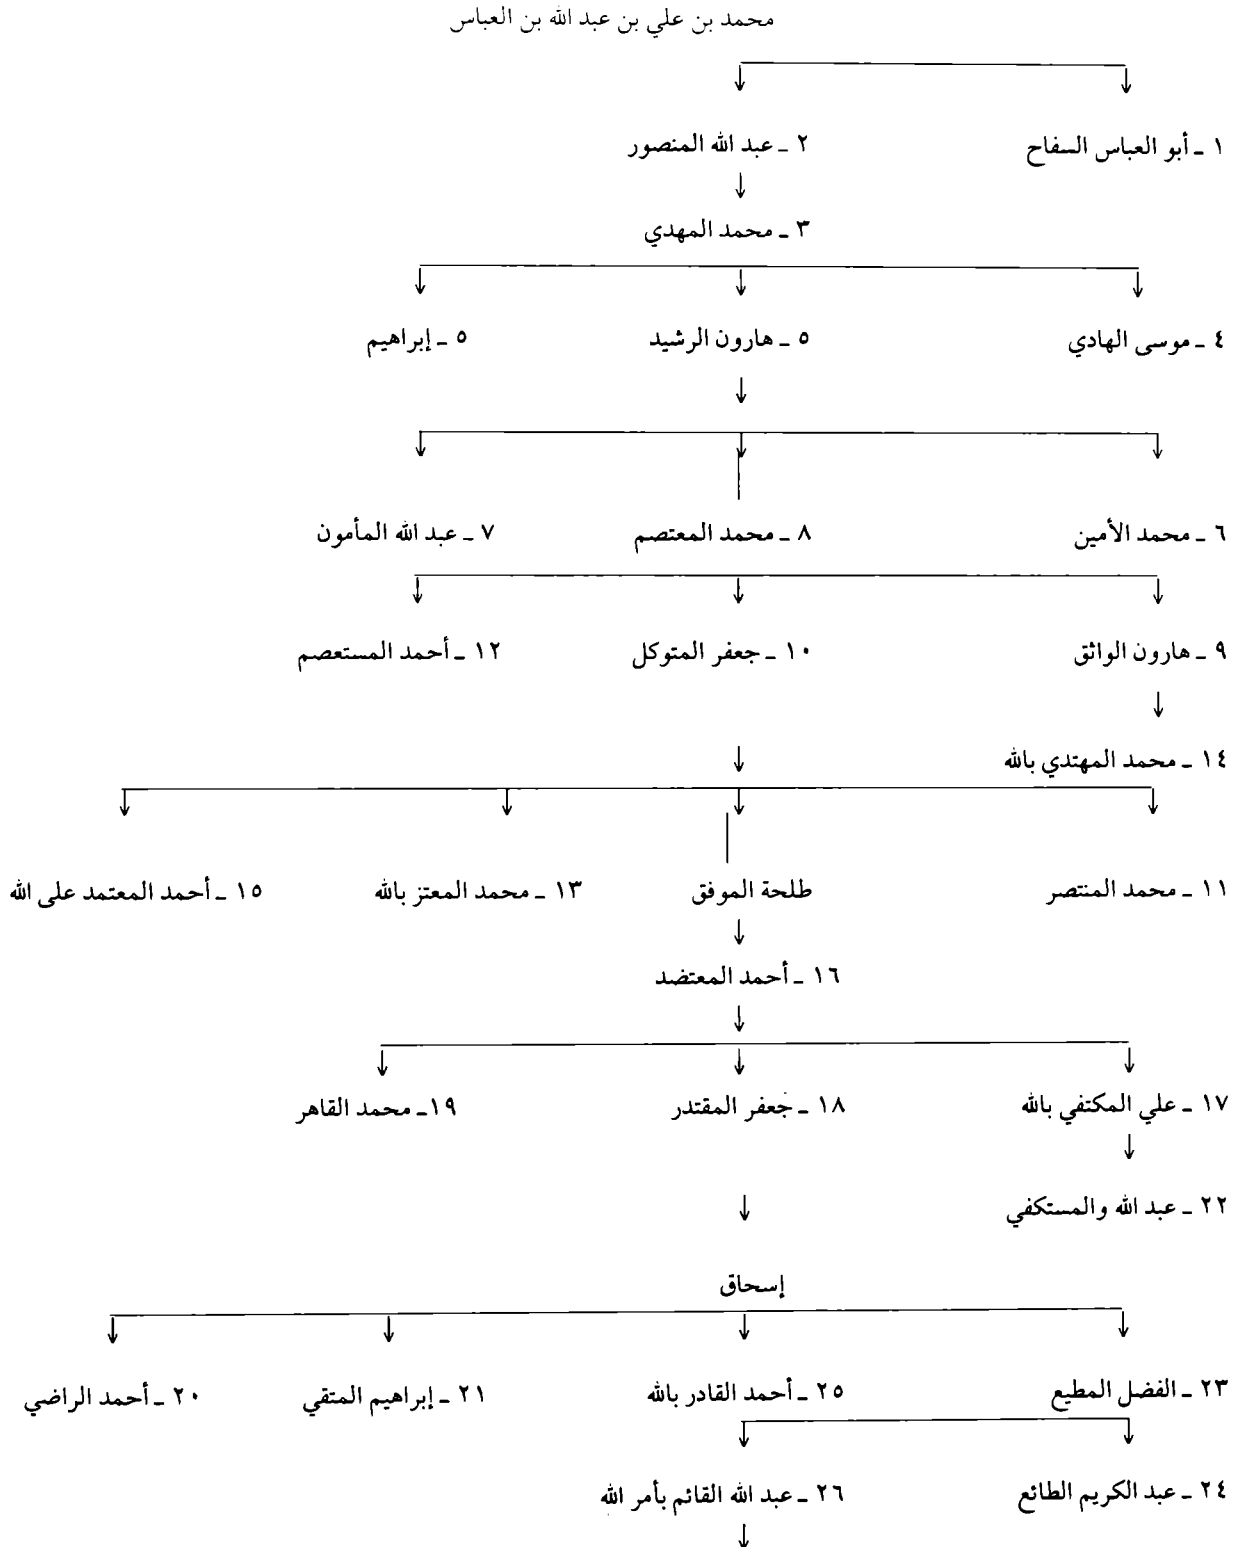 محمد بن علي بن عبد الله بن العباس
١ ـ أبو العباس السفاح ٢ ـ عبد الله المنصور
٣ ـ محمد المهدي
٤ ـ موسى الهادي ٥ ـ هارون الرشيد ٥ ـ إبراهيم
٦ ـ محمد الأمين ٨ ـ محمد المعتصم ٧ ـ عبد الله المأمون
٩ ـ هارون الواثق ١٠ ـ جعفر المتوكل ١٢ ـ أحمد المستعصم
١٤ ـ محمد المهتدي بالله
١١ ـ محمد المنتصر طلحة الموفق ١٣ ـ محمد المعتز بالله ١٥ ـ أحمد المعتمد على الله
١٦ ـ أحمد المعتضد
١٧ ـ علي المكتفي بالله ١٨ ـ جعفر المقتدر ١٩ـ محمد القاهر
٢٢ ـ عبد الله والمستكفي
إسحاق
٢٣ ـ الفضل المطيع ٢٥ ـ أحمد القادر بالله ٢١ ـ إبراهيم المتقي ٢٠ ـ أحمد الراضي
٢٤ ـ عبد الكريم الطائع ٢٦ ـ عبد الله القائم بأمر الله